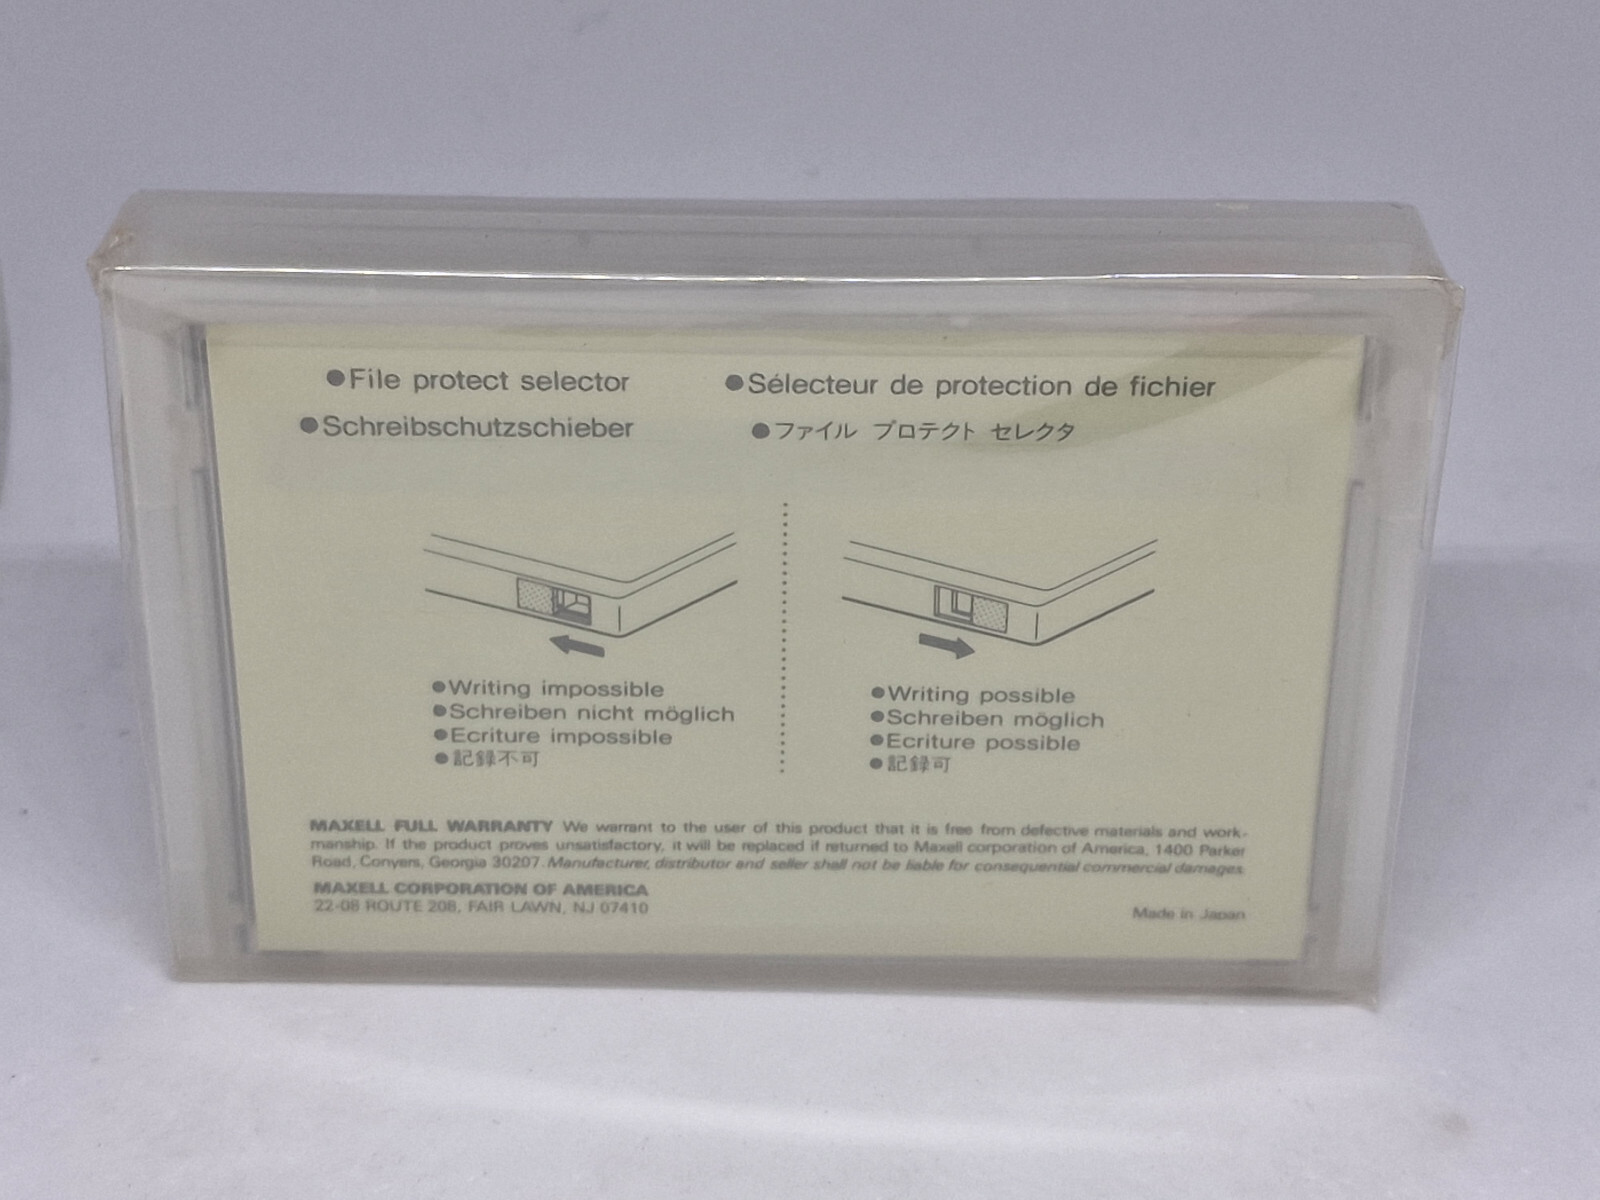 ●File protect selector
●Sélecteur de protection de fichier
●Schreibschutzschieber
●ファイル プロテクト セレクタ
●Writing impossible
●Schreiben nicht möglich
●Ecriture impossible
●記録不可
●Writing possible
●Schreiben möglich
●Ecriture possible
●記録可
MAXELL FULL WARRANTY We warrant to the user of this product that it is free from defective materials and work-
manship. If the product proves unsatisfactory, it will be replaced if returned to Maxell corporation of America, 1400 Parker
Road, Conyers, Georgia 30207. Manufacturer, distributor and seller shall not be liable for consequential commercial damages.
MAXELL CORPORATION OF AMERICA
22-08 ROUTE 208, FAIR LAWN, NJ 07410
Made in Japan